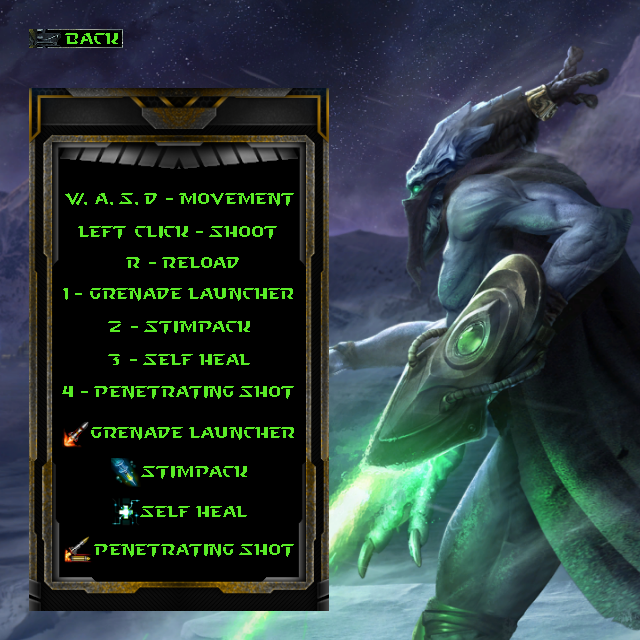 BACK
W, A, S, D - MOVEMENT
LEFT CLICK - SHOOT
R - RELOAD
1 - GRENADE LAUNCHER
2 - STIMPACK
3 - SELF HEAL
4 - PENETRATING SHOT
GRENADE LAUNCHER
STIMPACK
SELF HEAL
PENETRATING SHOT